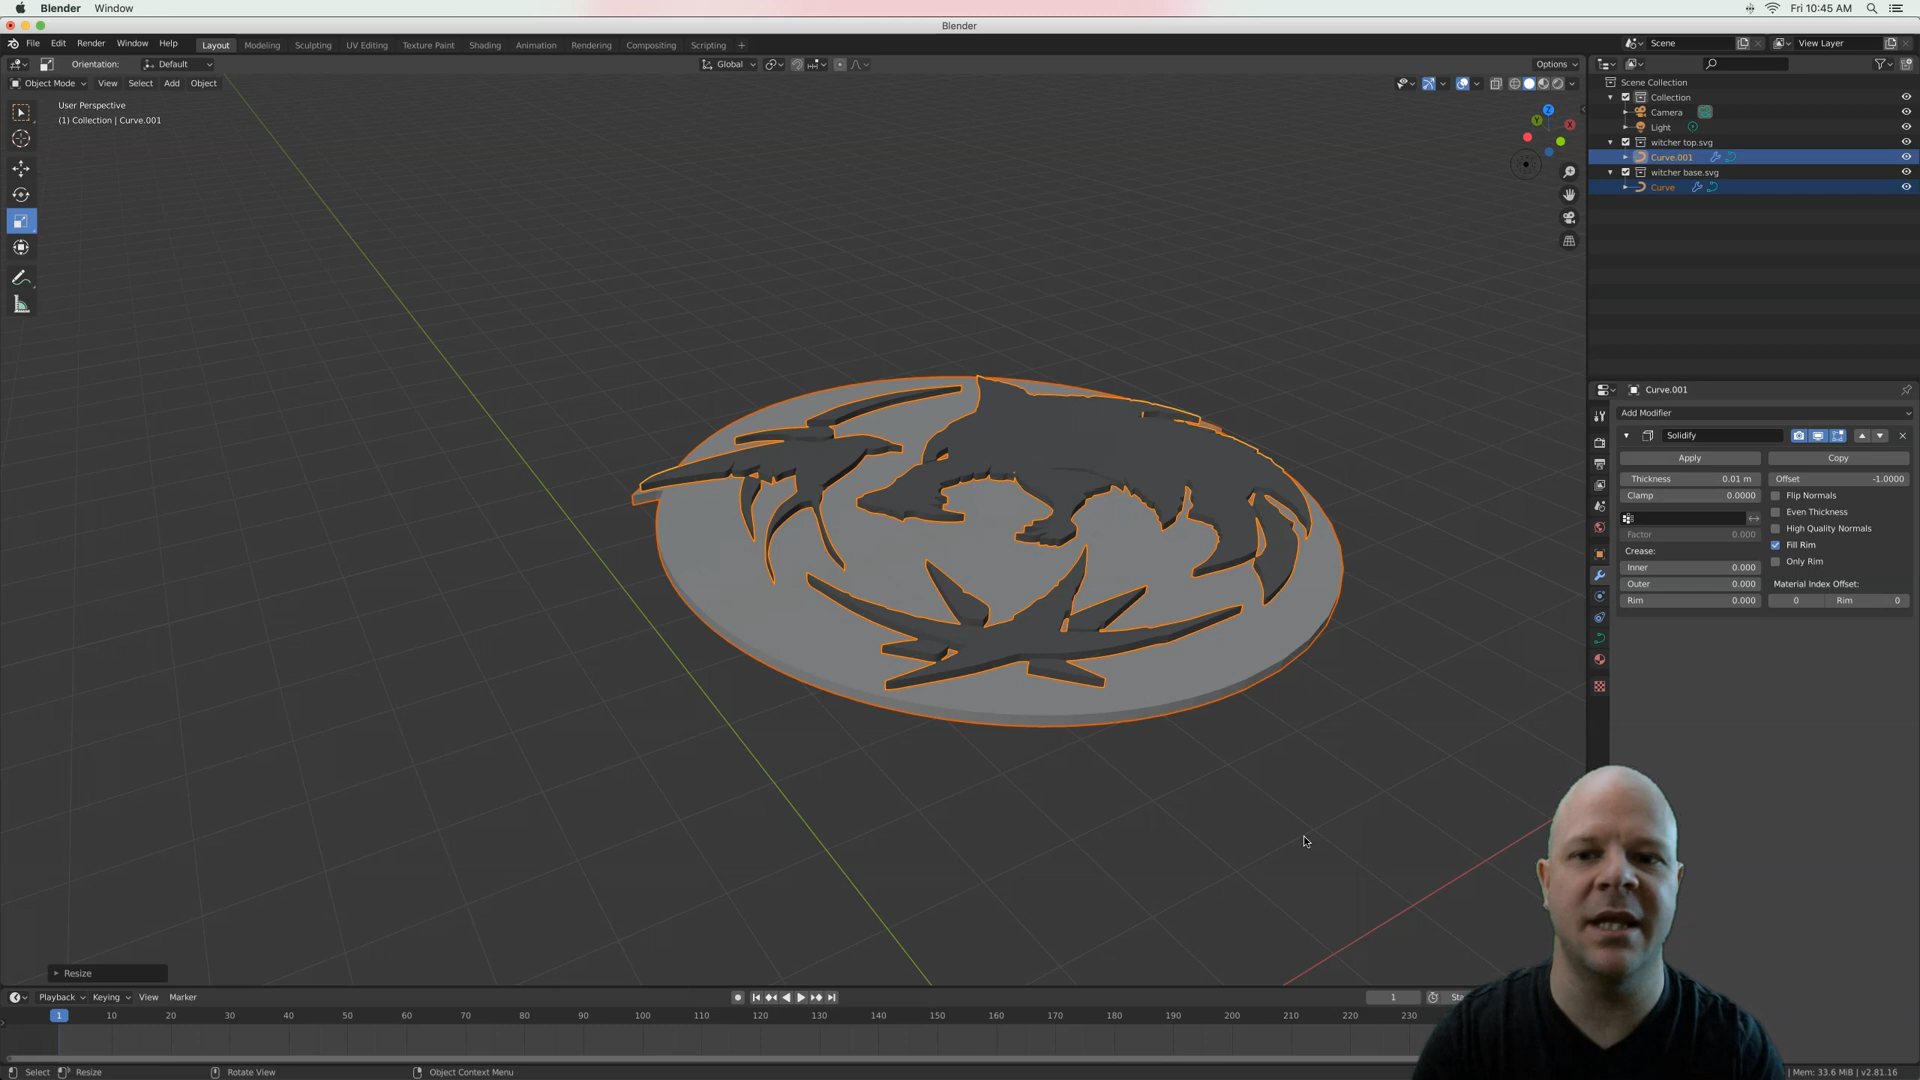 Blender Window Fri 10:45 AM
Blender
File Edit Render Window Help Layout Modeling Sculpting UV Editing Texture Paint Shading Animation Rendering Compositing Scripting + Scene View Layer
Orientation: Default Global Options
Object Mode View Select Add Object
User Perspective
(1) Collection | Curve.001
Z
Y
X
Scene Collection
Collection
Camera
Light
witcher top.svg
Curve.001
witcher base.svg
Curve
Curve.001
Add Modifier
Solidify
Apply Copy
Thickness 0.01 m Offset -1.0000
Clamp 0.0000 Flip Normals
Even Thickness
Factor 0.000 High Quality Normals
Crease: Fill Rim
Inner 0.000 Only Rim
Outer 0.000 Material Index Offset:
Rim 0.000 0 Rim 0
Resize
Playback Keying View Marker 1 Sta
1 10 20 30 40 50 60 70 80 90 100 110 120 130 140 150 160 170 180 190 200 210 220 230
Select Resize Rotate View Object Context Menu | Mem: 33.6 MiB | v2.81.16